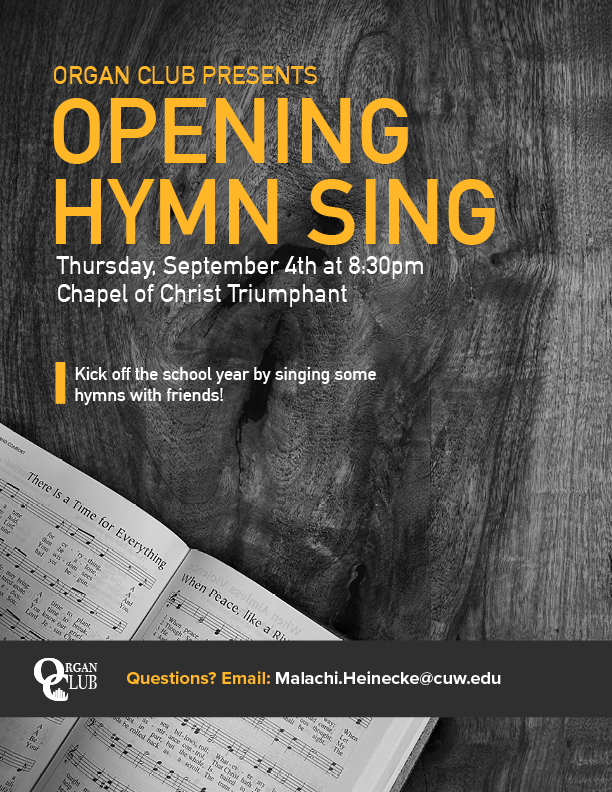 ORGAN CLUB PRESENTS
OPENING
HYMN SING
Thursday, September 4th at 8:30pm
Chapel of Christ Triumphant
Kick off the school year by singing some
hymns with friends!
There Is a Time for Everything
When Peace, like a
ORGAN
CLUB
Questions? Email: Malachi.Heinecke@cuw.edu